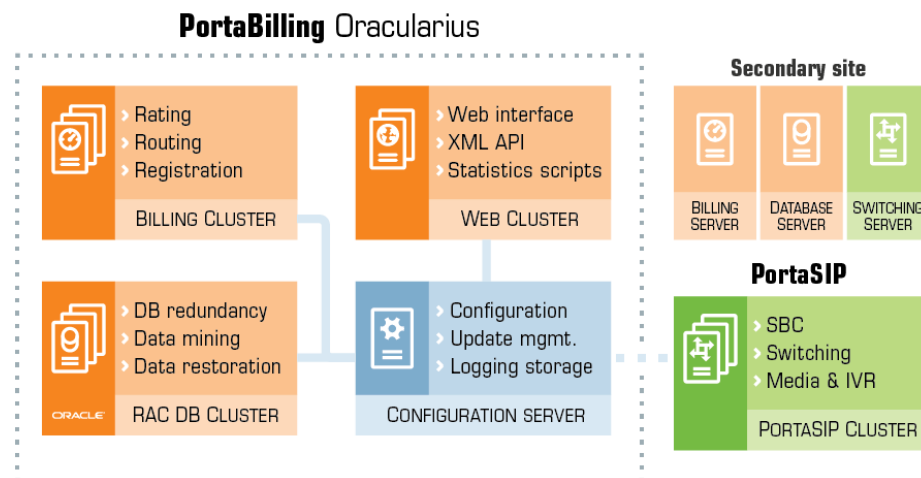 PortaBilling Oracularius
Rating
Routing
Registration
BILLING CLUSTER
Web interface
XML API
Statistics scripts
WEB CLUSTER
DB redundancy
Data mining
Data restoration
ORACLE
RAC DB CLUSTER
Configuration
Update mgmt.
Logging storage
CONFIGURATION SERVER
Secondary site
BILLING
SERVER
DATABASE
SERVER
SWITCHING
SERVER
PortaSIP
SBC
Switching
Media & IVR
PORTASIP CLUSTER